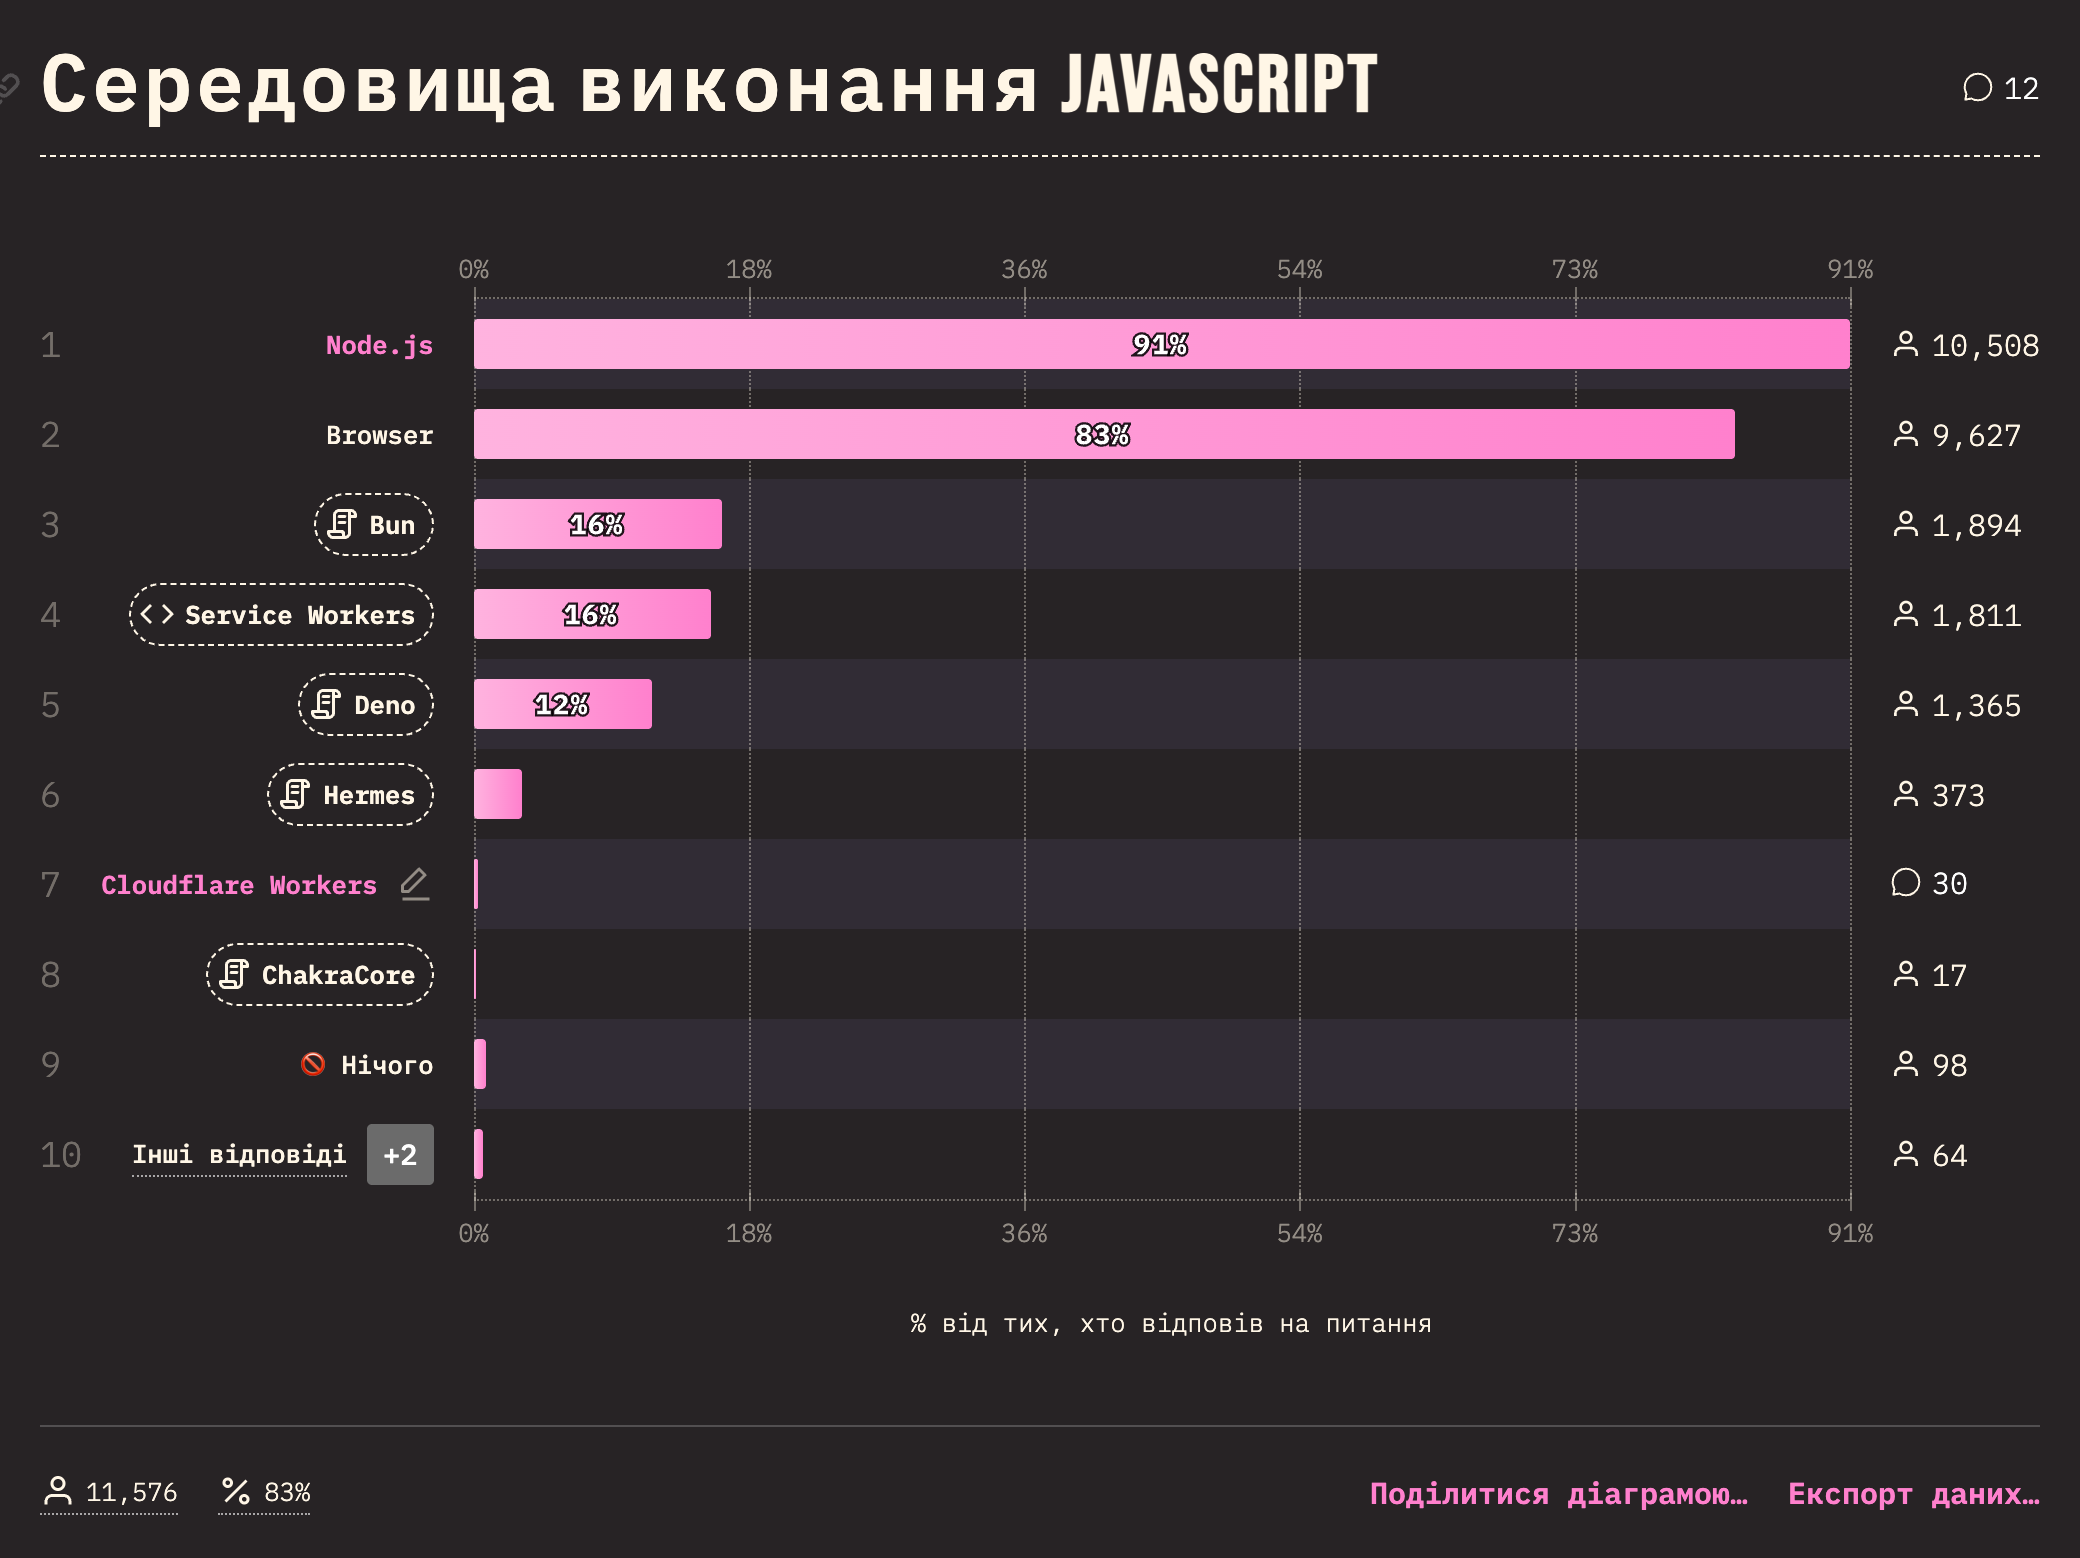 Середовища виконання JAVASCRIPT
12
0% 18% 36% 54% 73% 91%
1 Node.js 91% 10,508
2 Browser 83% 9,627
3 Bun 16% 1,894
4 Service Workers 16% 1,811
5 Deno 12% 1,365
6 Hermes 373
7 Cloudflare Workers 30
8 ChakraCore 17
9 Нічого 98
10 Інші відповіді +2 64
0% 18% 36% 54% 73% 91%
% від тих, хто відповів на питання
11,576 83% Поділитися діаграмою… Експорт даних…